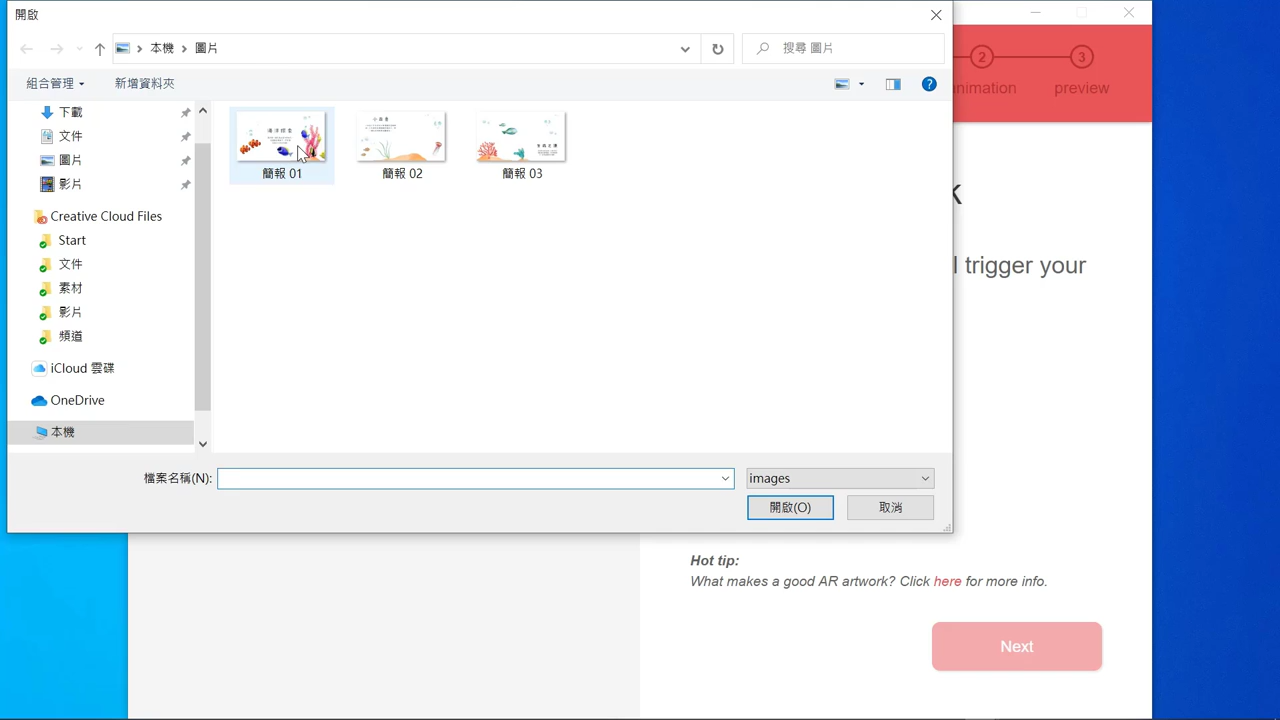 開啟
本機
圖片
搜尋 圖片
組合管理
新增資料夾
下載
文件
圖片
影片
Creative Cloud Files
Start
文件
素材
影片
頻道
iCloud 雲碟
OneDrive
本機
簡報 01
簡報 02
簡報 03
檔案名稱(N):
images
開啟(O)
取消
2
3
nimation
preview
k
l trigger your
Hot tip:
What makes a good AR artwork? Click here for more info.
Next